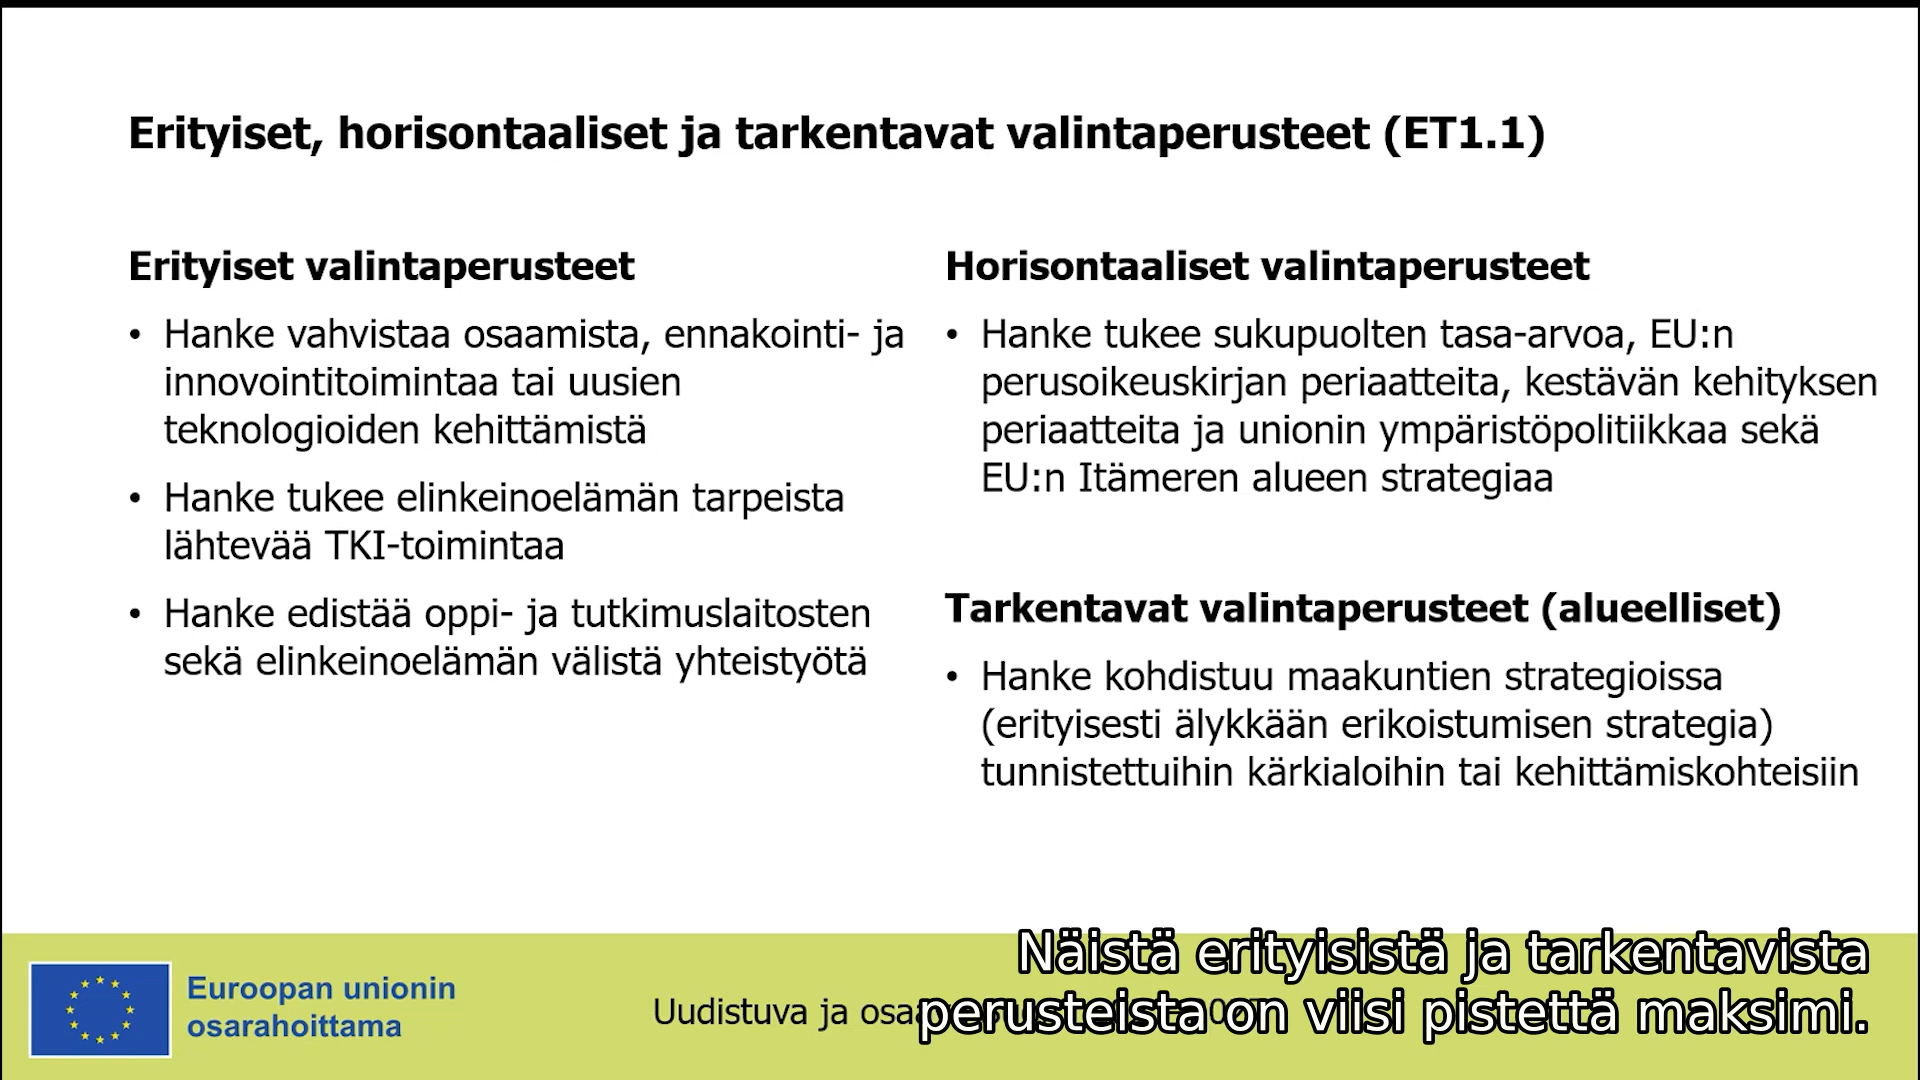 Erityiset, horisontaaliset ja tarkentavat valintaperusteet (ET1.1)
Erityiset valintaperusteet
• Hanke vahvistaa osaamista, ennakointi- ja
innovointitoimintaa tai uusien
teknologioiden kehittämistä
• Hanke tukee elinkeinoelämän tarpeista
lähtevää TKI-toimintaa
• Hanke edistää oppi- ja tutkimuslaitosten
sekä elinkeinoelämän välistä yhteistyötä
Horisontaaliset valintaperusteet
• Hanke tukee sukupuolten tasa-arvoa, EU:n
perusoikeuskirjan periaatteita, kestävän kehityksen
periaatteita ja unionin ympäristöpolitiikkaa sekä
EU:n Itämeren alueen strategiaa
Tarkentavat valintaperusteet (alueelliset)
• Hanke kohdistuu maakuntien strategioissa
(erityisesti älykkään erikoistumisen strategia)
tunnistettuihin kärkialoihin tai kehittämiskohteisiin
Euroopan unionin
osarahoittama
Uudistuva ja
Näistä erityisistä ja tarkentavista
perusteista on viisi pistettä maksimi.